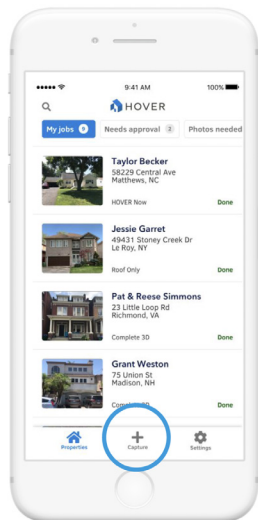 9:41 AM
100%
HOVER
My jobs 9
Needs approval 3
Photos needed
Taylor Becker
58229 Central Ave
Matthews, NC
HOVER Now
Done
Jessie Garret
49431 Stoney Creek Dr
Le Roy, NY
Roof Only
Done
Pat & Reese Simmons
23 Little Loop Rd
Richmond, VA
Complete 3D
Done
Grant Weston
75 Union St
Madison, NH
Done
Properties
Capture
Settings